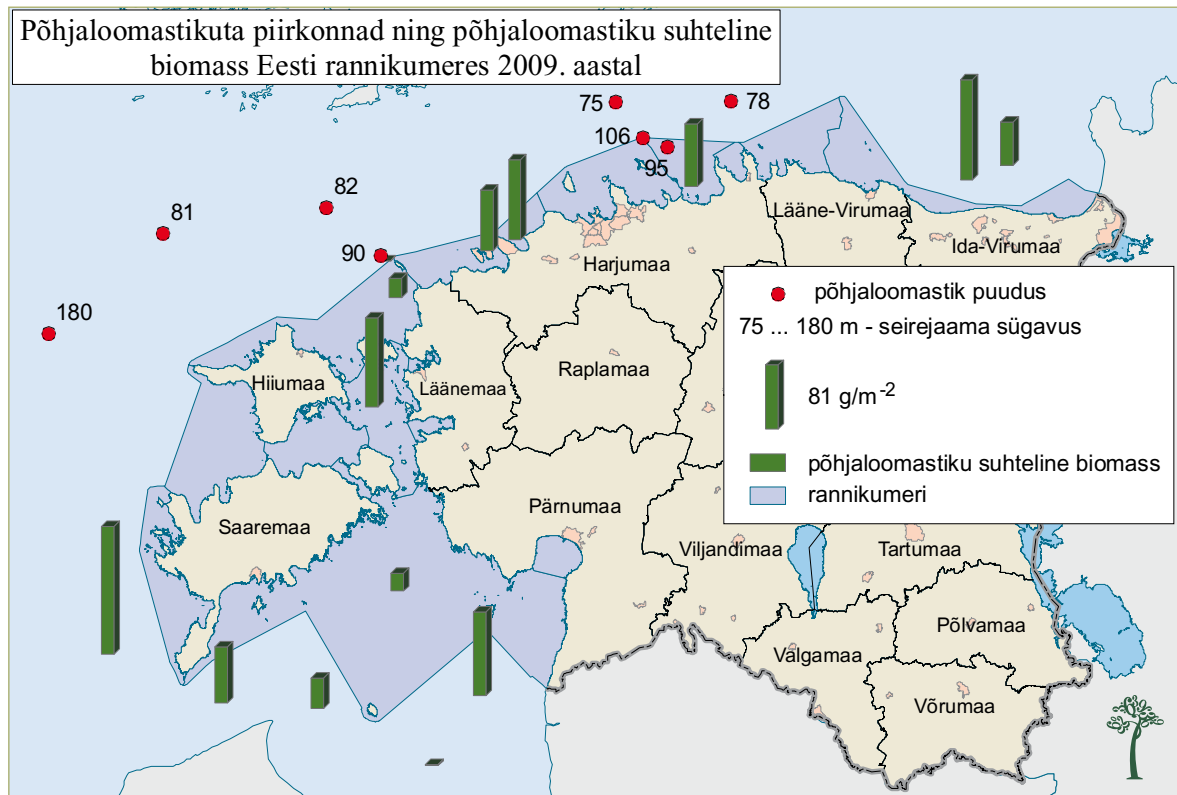 Põhjaloomastikuta piirkonnad ning põhjaloomastiku suhteline
biomass Eesti rannikumeres 2009. aastal
75
78
106
95
82
81
90
180
Lääne-Virumaa
Ida-Virumaa
Harjumaa
Hiiumaa
Läänemaa
Raplamaa
Saaremaa
Pärnumaa
Viljandimaa
Tartumaa
Põlvamaa
Valgamaa
Võrumaa
põhjaloomastik puudus
75 ... 180 m - seirejaama sügavus
81 g/m⁻²
põhjaloomastiku suhteline biomass
rannikumeri